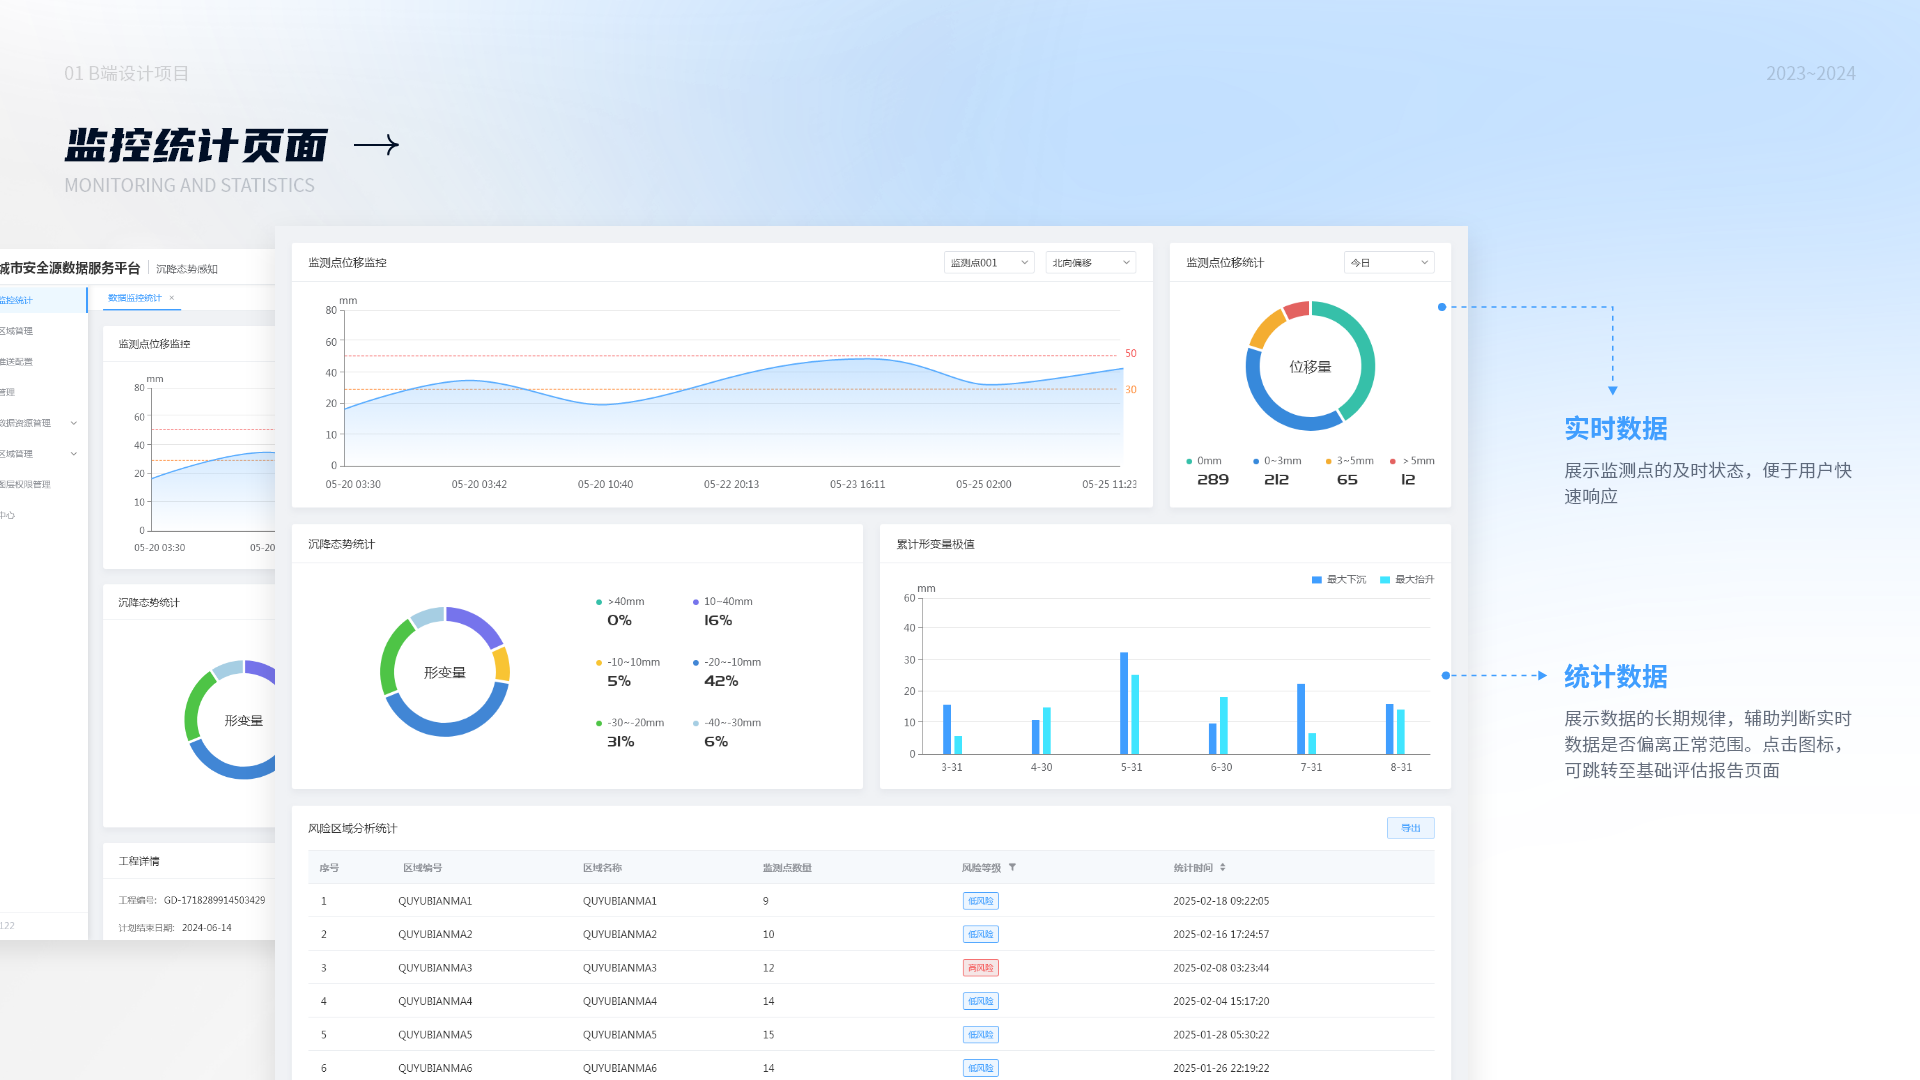 01 B端设计项目
2023~2024
监控统计页面
MONITORING AND STATISTICS
城市安全源数据服务平台
沉降态势感知
监控统计
区域管理
推送配置
管理
数据资源管理
区域管理
图层权限管理
中心
122
数据监控统计 ×
监测点位移监控
mm
80
60
40
20
10
0
05-20 03:30
05-20
沉降态势统计
形变量
工程详情
工程编号: GD-1718289914503429
计划结束日期: 2024-06-14
监测点位移监控
监测点001
北向偏移
mm
80
60
40
20
10
0
50
30
05-20 03:30
05-20 03:42
05-20 10:40
05-22 20:13
05-23 16:11
05-25 02:00
05-25 11:23
监测点位移统计
今日
位移量
0mm
289
0~3mm
212
3~5mm
65
>5mm
12
沉降态势统计
形变量
>40mm
0%
10~40mm
16%
-10~10mm
5%
-20~-10mm
42%
-30~-20mm
31%
-40~-30mm
6%
累计形变量极值
最大下沉
最大抬升
mm
60
40
30
20
10
0
3-31
4-30
5-31
6-30
7-31
8-31
风险区域分析统计
导出
序号 区域编号 区域名称 监测点数量 风险等级 统计时间
1 QUYUBIANMA1 QUYUBIANMA1 9 低风险 2025-02-18 09:22:05
2 QUYUBIANMA2 QUYUBIANMA2 10 低风险 2025-02-16 17:24:57
3 QUYUBIANMA3 QUYUBIANMA3 12 高风险 2025-02-08 03:23:44
4 QUYUBIANMA4 QUYUBIANMA4 14 低风险 2025-02-04 15:17:20
5 QUYUBIANMA5 QUYUBIANMA5 15 低风险 2025-01-28 05:30:22
6 QUYUBIANMA6 QUYUBIANMA6 14 低风险 2025-01-26 22:19:22
实时数据
展示监测点的及时状态，便于用户快
速响应
统计数据
展示数据的长期规律，辅助判断实时
数据是否偏离正常范围。点击图标，
可跳转至基础评估报告页面